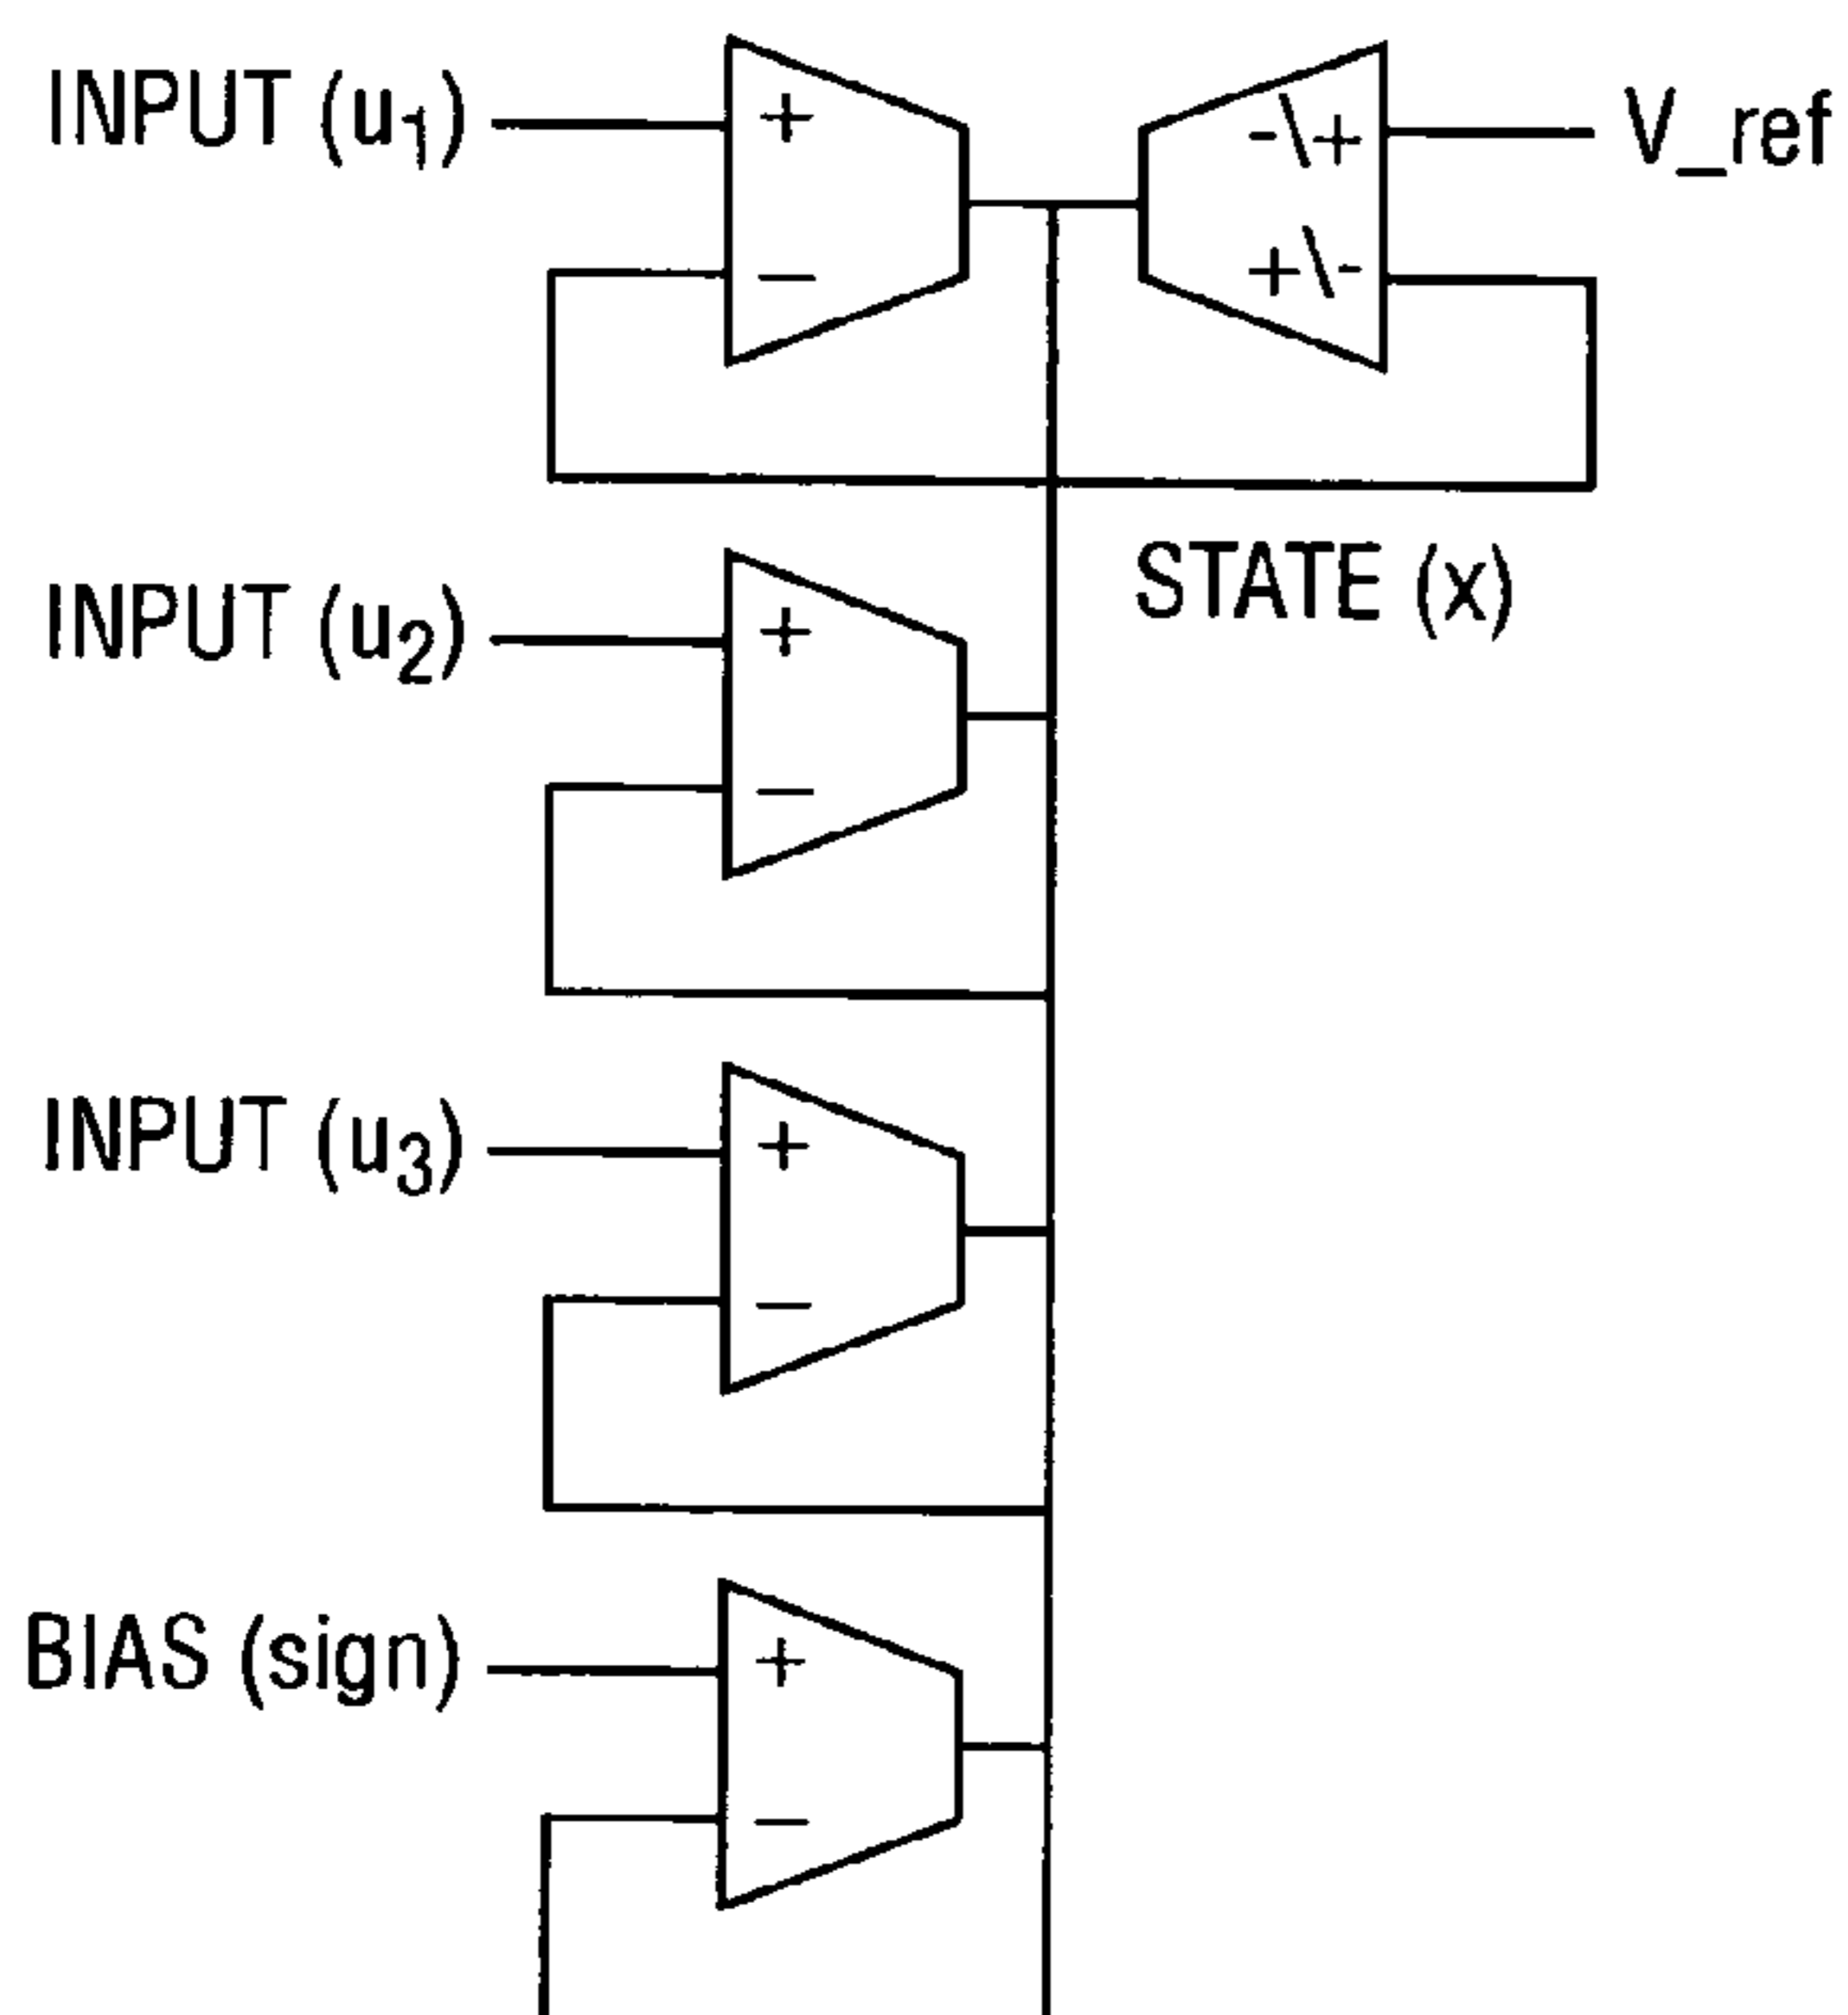 INPUT (u₁)
+
−
-\+
+\-
V_ref
INPUT (u₂)
+
−
STATE (x)
INPUT (u₃)
+
−
BIAS (sign)
+
−